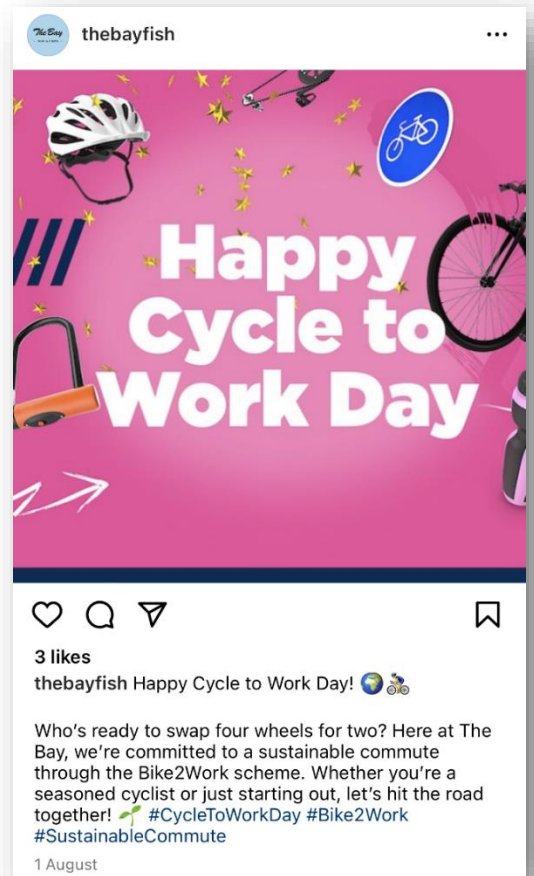 The Bay
thebayfish
Happy
Cycle to
Work Day
3 likes
thebayfish Happy Cycle to Work Day! 🌍🚴
Who's ready to swap four wheels for two? Here at The
Bay, we're committed to a sustainable commute
through the Bike2Work scheme. Whether you're a
seasoned cyclist or just starting out, let's hit the road
together! 🌱 #CycleToWorkDay #Bike2Work
#SustainableCommute
1 August